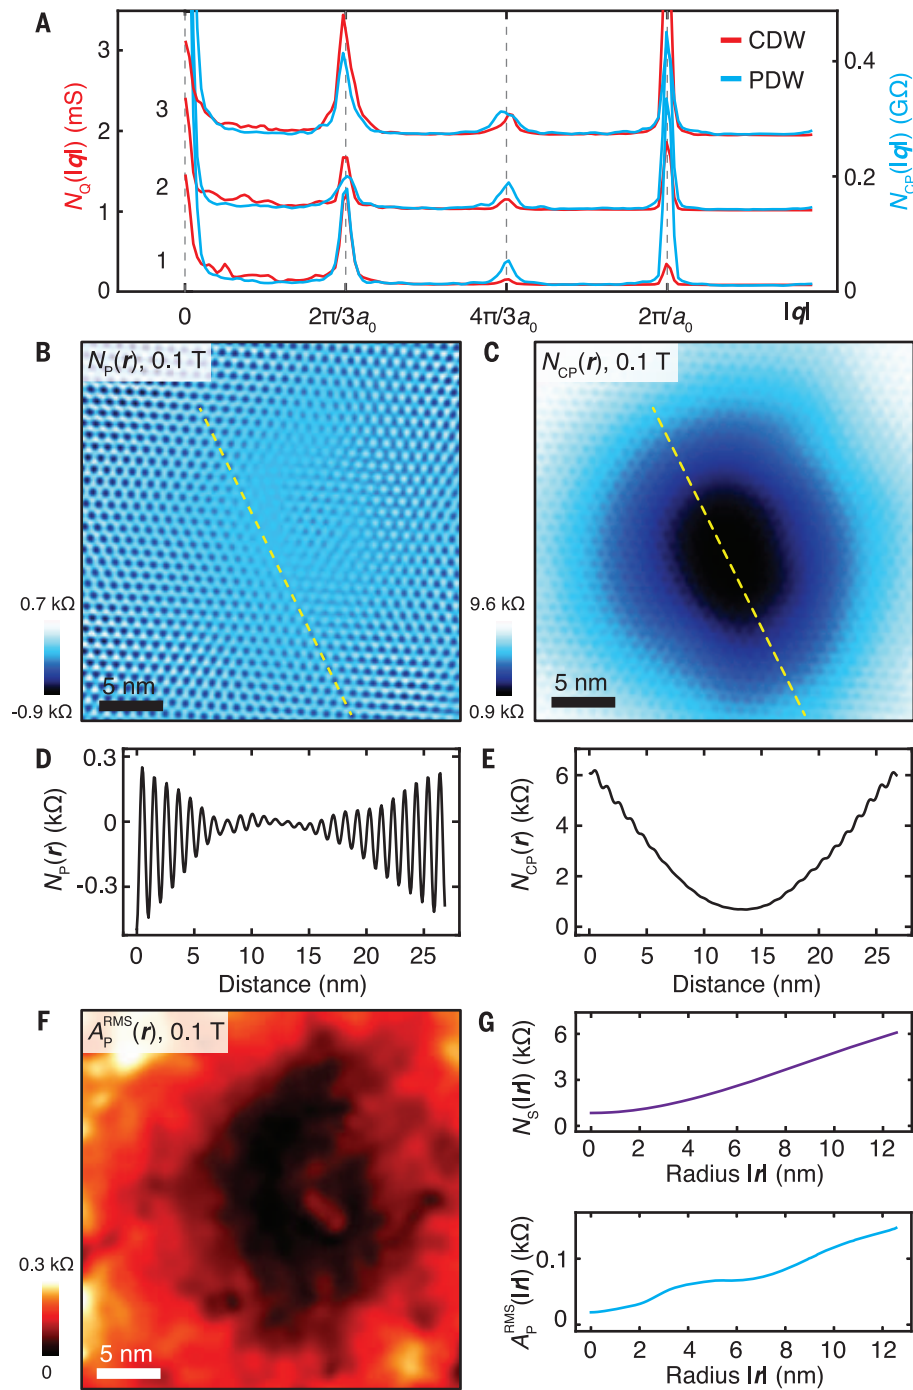 A
N_Q(|q|) (mS)
3
2
1
0
3
2
1
CDW
PDW
0.4
0.2
0
N_CP(|q|) (GΩ)
0
2π/3a₀
4π/3a₀
2π/a₀
|q|
B
N_P(r), 0.1 T
0.7 kΩ
-0.9 kΩ
5 nm
C
N_CP(r), 0.1 T
9.6 kΩ
0.9 kΩ
5 nm
D
N_P(r) (kΩ)
0.3
0
-0.3
0 5 10 15 20 25
Distance (nm)
E
N_CP(r) (kΩ)
6
4
2
0
0 5 10 15 20 25
Distance (nm)
F
A_P^RMS(r), 0.1 T
0.3 kΩ
0
5 nm
G
N_S(|r|) (kΩ)
6
3
0
0 2 4 6 8 10 12
Radius |r| (nm)
A_P^RMS(|r|) (kΩ)
0.1
0
0 2 4 6 8 10 12
Radius |r| (nm)